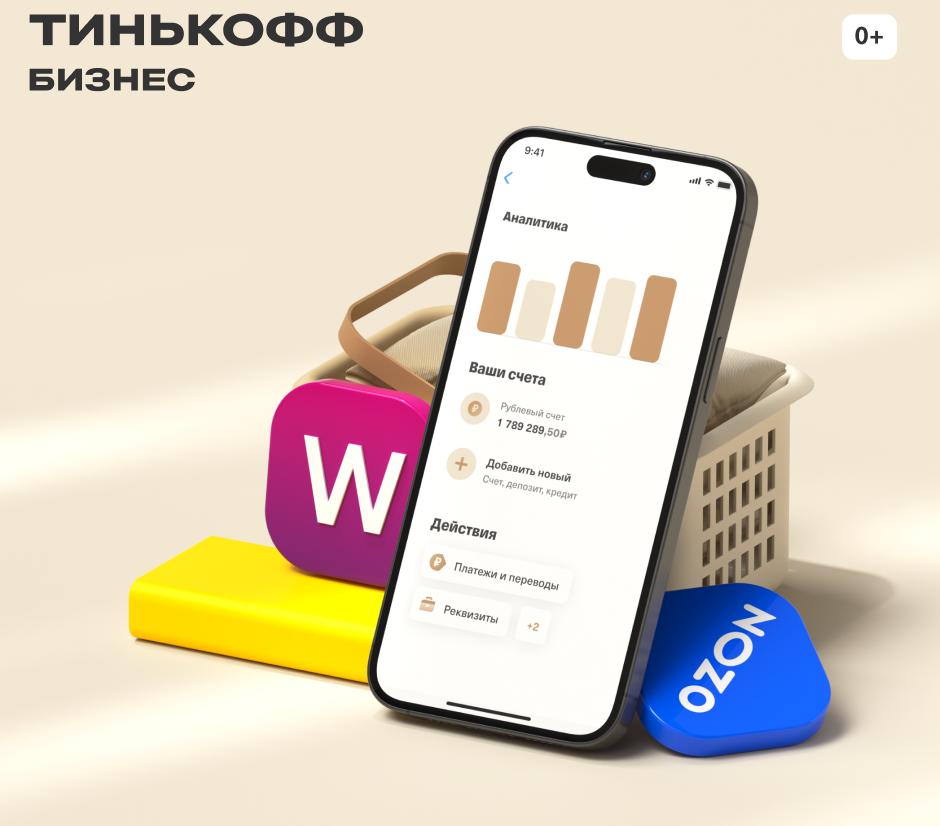 ТИНЬКОФФ
БИЗНЕС
0+
9:41
Аналитика
Ваши счета
Рублевый счет
1 789 289,50₽
Добавить новый
Счет, депозит, кредит
Действия
Платежи и переводы
Реквизиты
+2
W
OZON